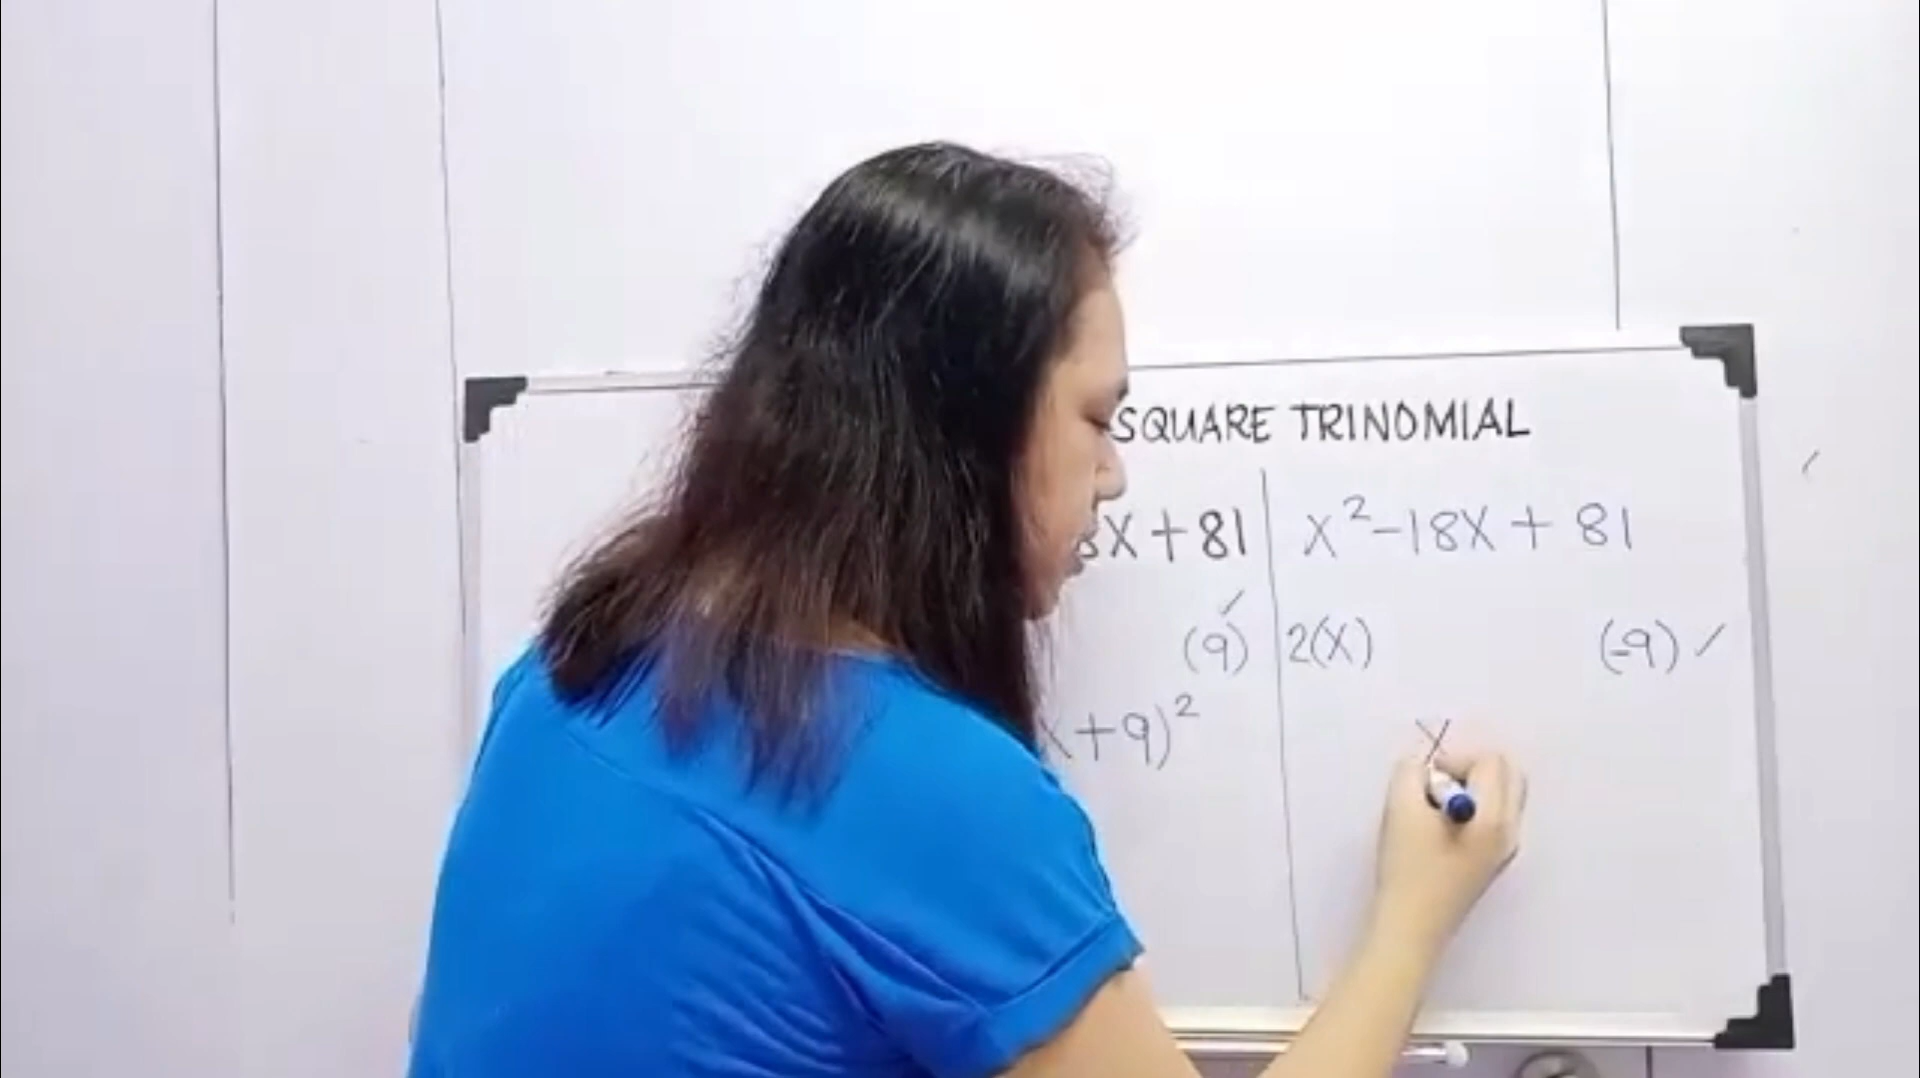 SQUARE TRINOMIAL
8X + 81
X² - 18X + 81
(9)
2(X) (-9)
+ 9)²
X